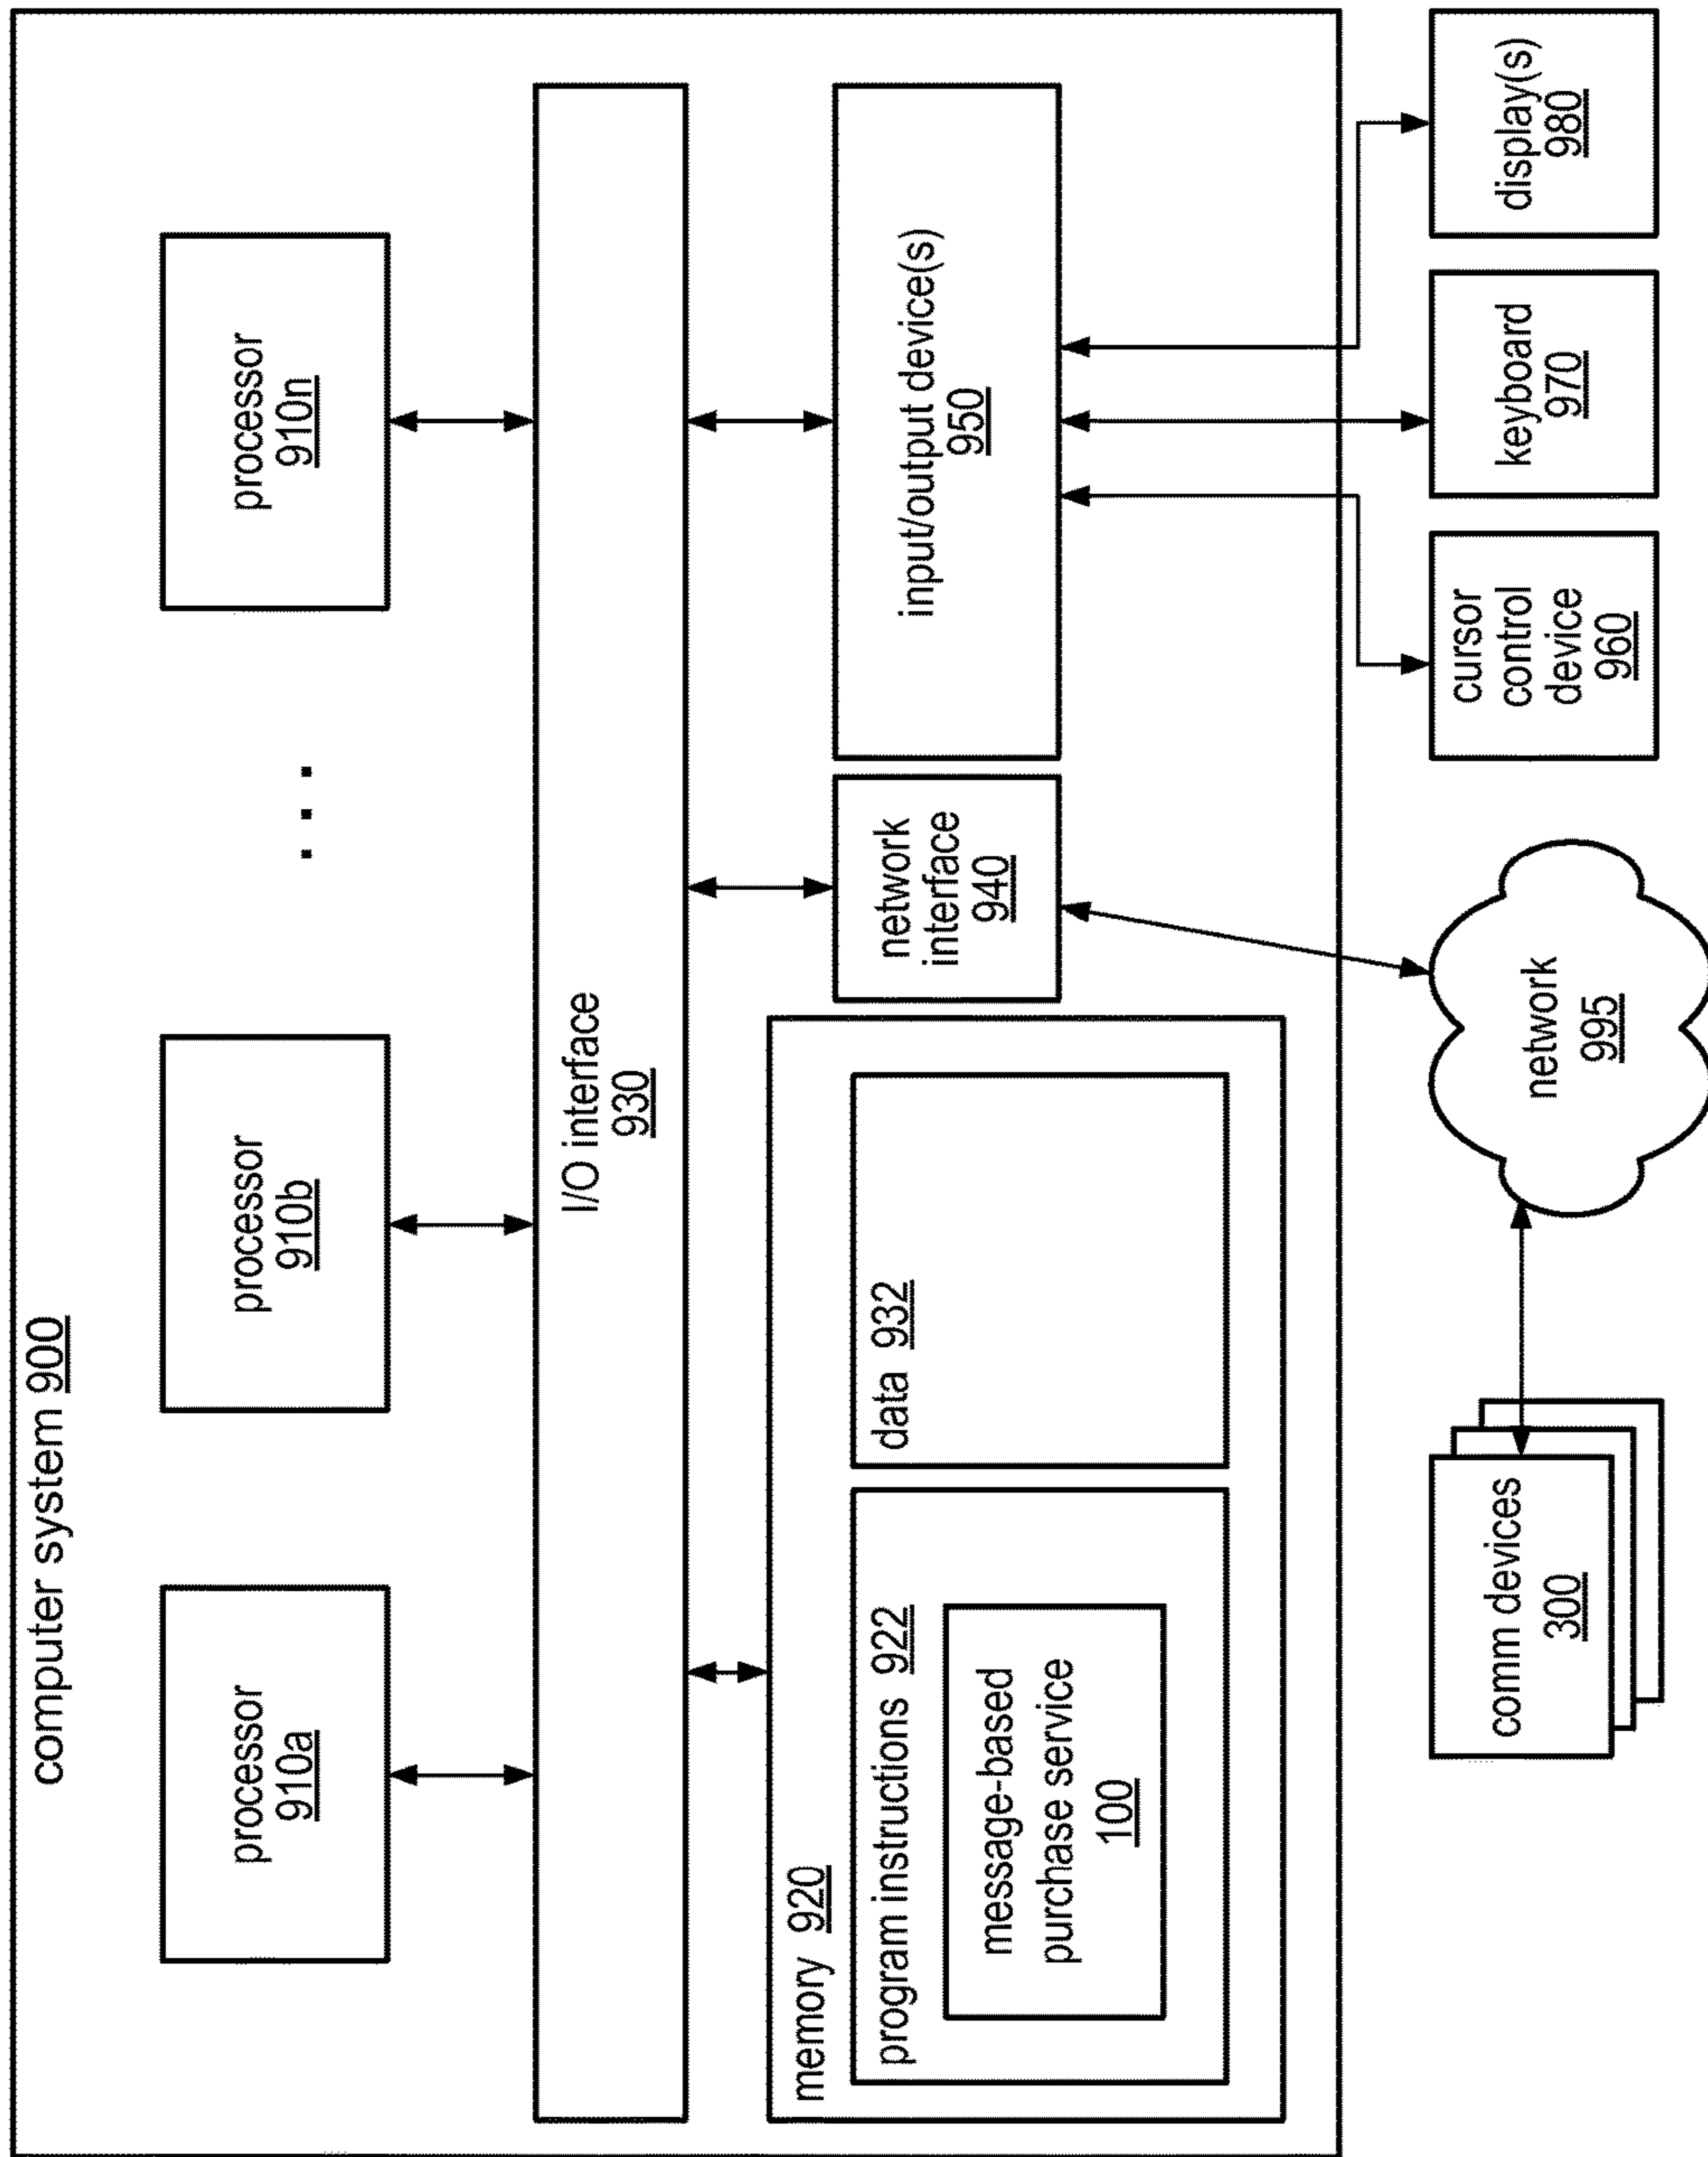 computer system 900
processor
910a
processor
910b
. . .
processor
910n
I/O interface
930
memory 920
program instructions 922
message-based
purchase service
100
data 932
network
interface
940
input/output device(s)
950
comm devices
300
network
995
cursor
control
device
960
keyboard
970
display(s)
980